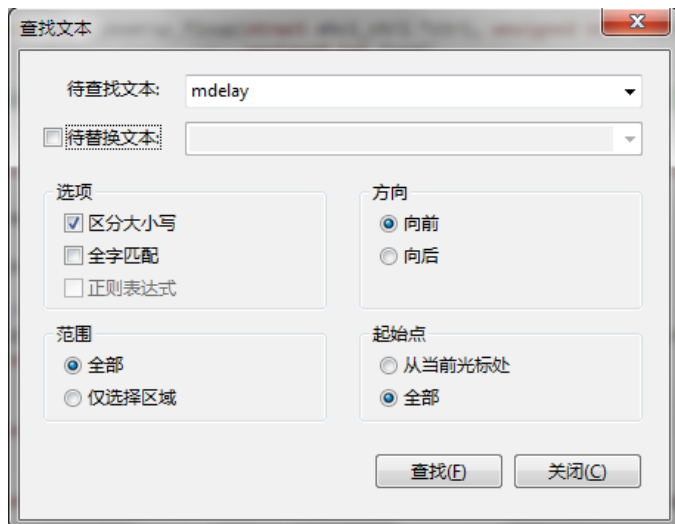 查找文本
待查找文本:
mdelay
待替换文本:
选项
区分大小写
全字匹配
正则表达式
方向
向前
向后
范围
全部
仅选择区域
起始点
从当前光标处
全部
查找(F)
关闭(C)